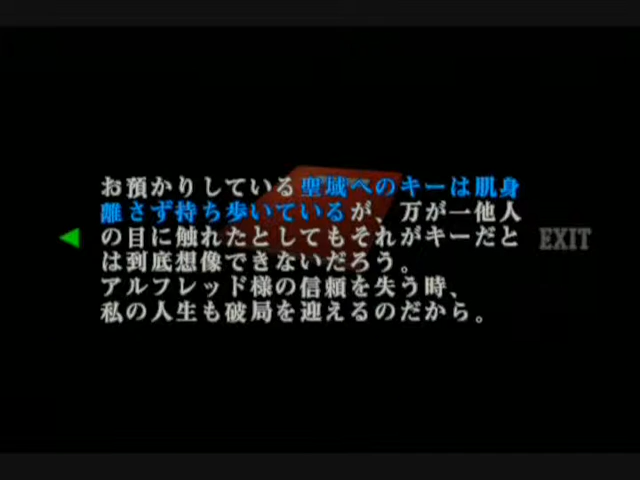 お預かりしている聖域へのキーは肌身
離さず持ち歩いているが、万が一他人
の目に触れたとしてもそれがキーだと
は到底想像できないだろう。
アルフレッド様の信頼を失う時、
私の人生も破局を迎えるのだから。
EXIT